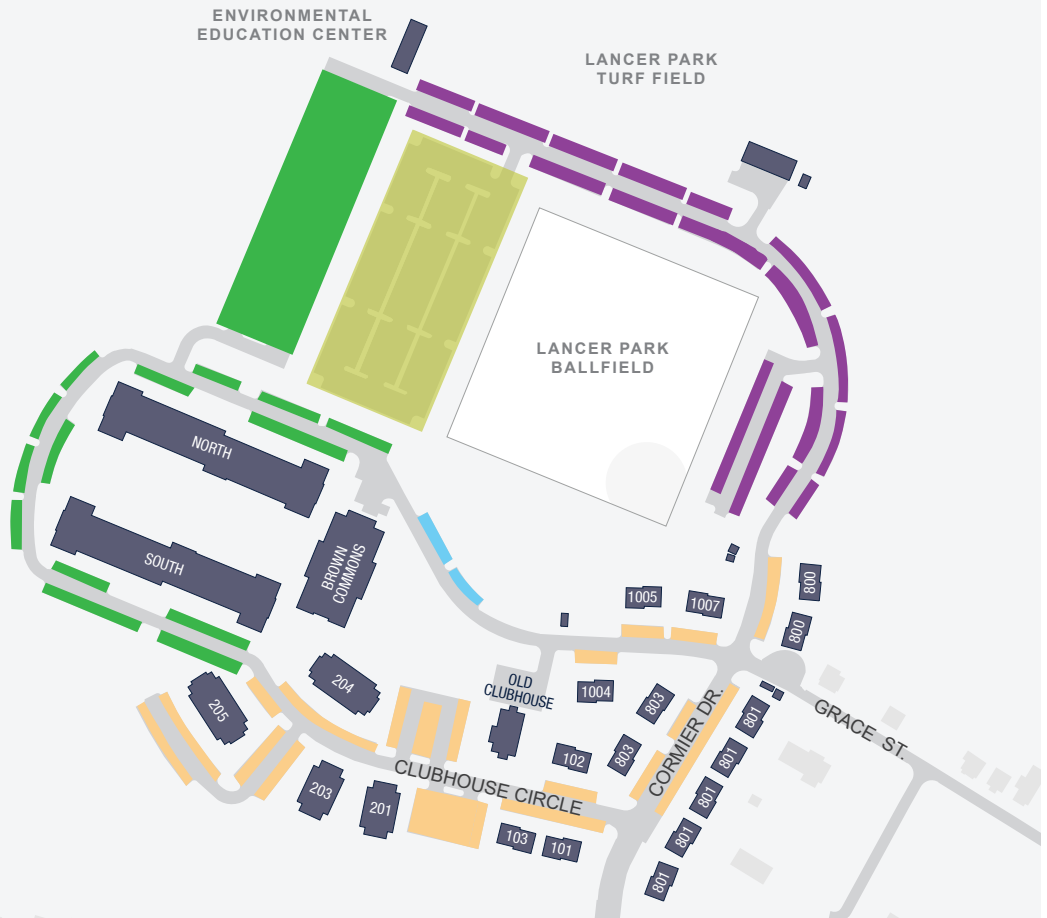 ENVIRONMENTAL
EDUCATION CENTER
LANCER PARK
TURF FIELD
LANCER PARK
BALLFIELD
NORTH
SOUTH
BROWN
COMMONS
1005
1007
800
800
205
204
OLD
CLUBHOUSE
1004
803
803
CORMIER DR.
801
801
801
801
801
GRACE ST.
102
CLUBHOUSE CIRCLE
203
201
103
101